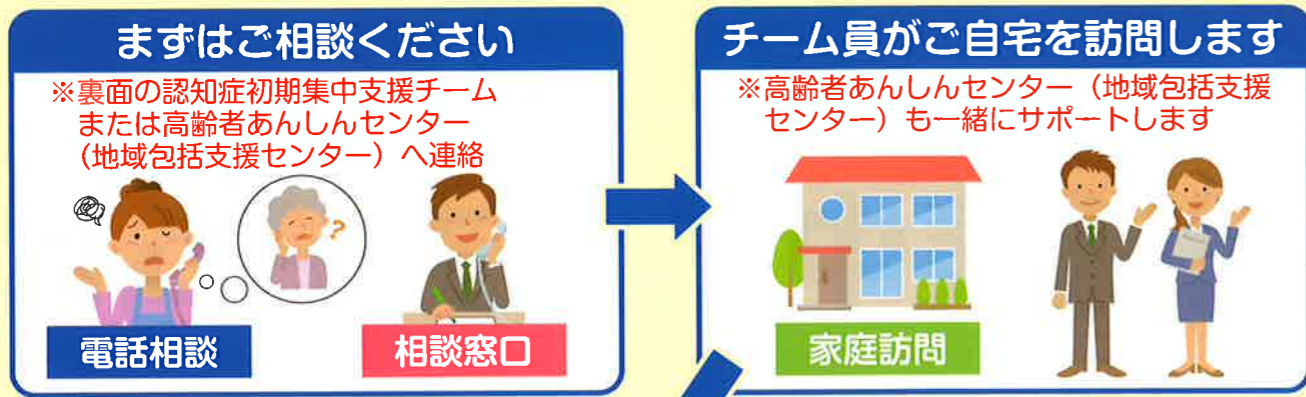 まずはご相談ください
※裏面の認知症初期集中支援チーム
または高齢者あんしんセンター
（地域包括支援センター）へ連絡
?
電話相談
相談窓口
チーム員がご自宅を訪問します
※高齢者あんしんセンター（地域包括支援
センター）も一緒にサポートします
家庭訪問